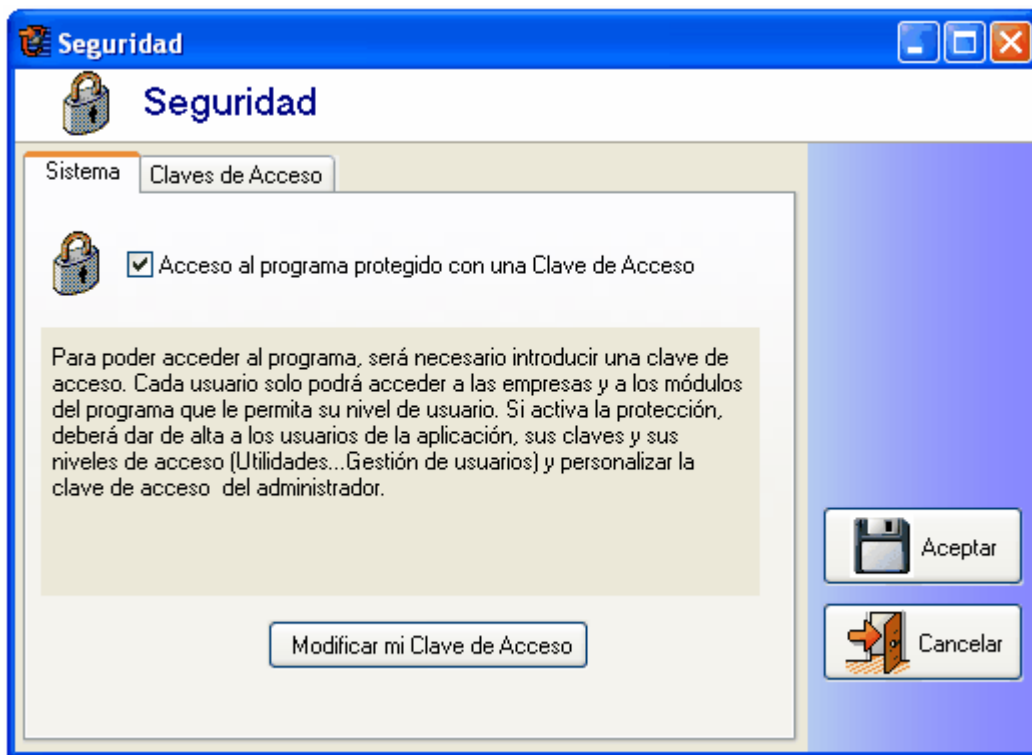 Seguridad
Seguridad
Sistema
Claves de Acceso
Acceso al programa protegido con una Clave de Acceso
Para poder acceder al programa, será necesario introducir una clave de
acceso. Cada usuario solo podrá acceder a las empresas y a los módulos
del programa que le permita su nivel de usuario. Si activa la protección,
deberá dar de alta a los usuarios de la aplicación, sus claves y sus
niveles de acceso (Utilidades...Gestión de usuarios) y personalizar la
clave de acceso  del administrador.
Modificar mi Clave de Acceso
Aceptar
Cancelar